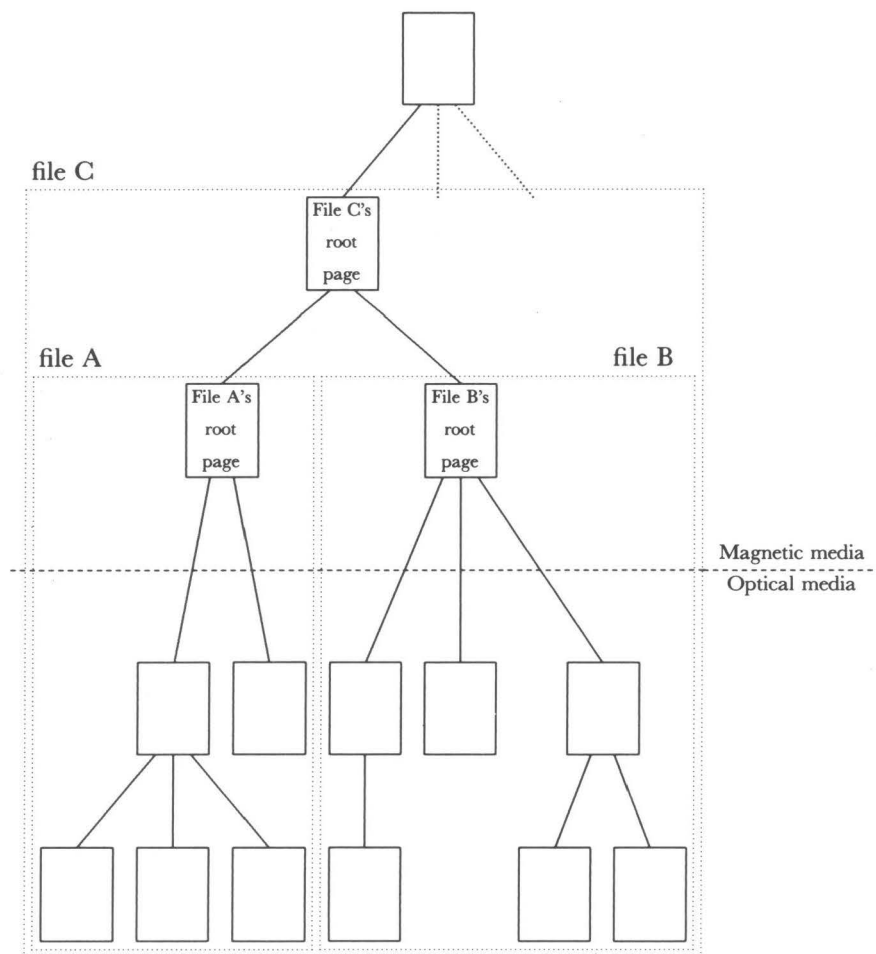 file C
File C's
root
page
file A
file B
File A's
root
page
File B's
root
page
Magnetic media
Optical media